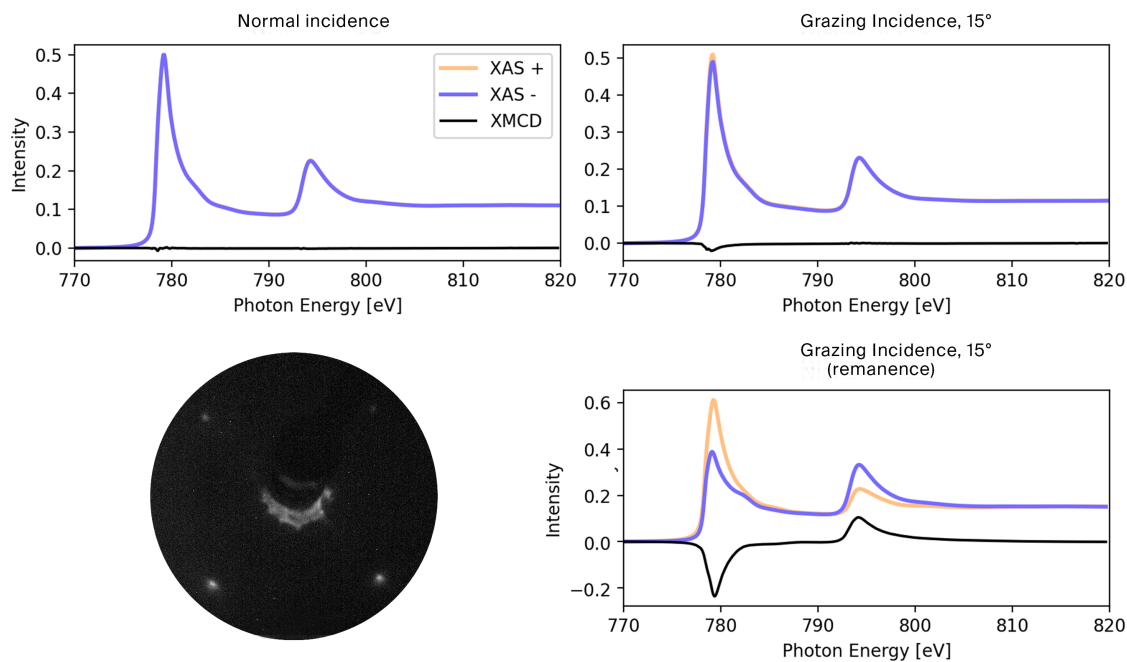 Normal incidence
0.5
0.4
0.3
0.2
0.1
0.0
Intensity
XAS +
XAS -
XMCD
770 780 790 800 810 820
Photon Energy [eV]
Grazing Incidence, 15°
0.5
0.4
0.3
0.2
0.1
0.0
770 780 790 800 810 820
Photon Energy [eV]
Grazing Incidence, 15°
(remanence)
0.6
0.4
0.2
0.0
−0.2
Intensity
770 780 790 800 810 820
Photon Energy [eV]